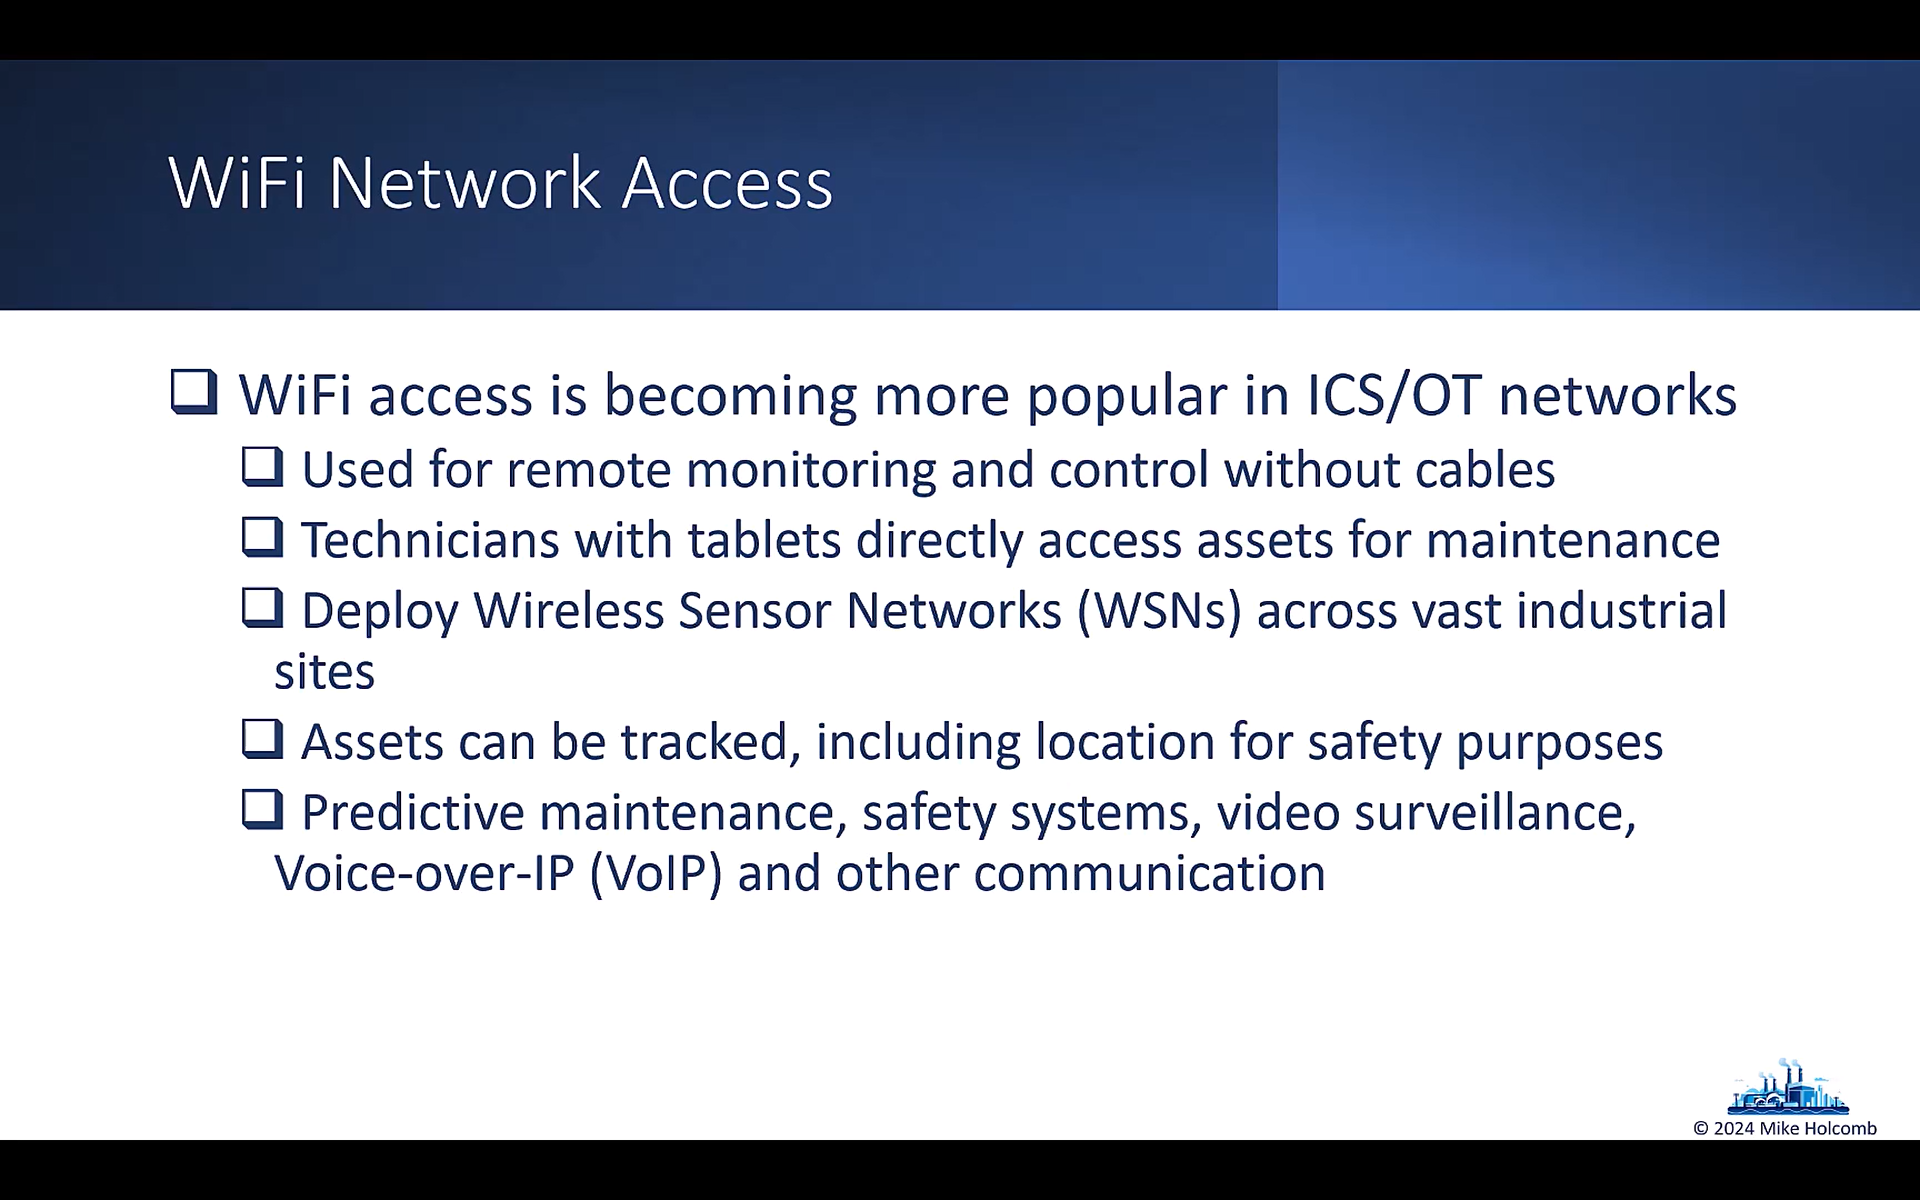 WiFi Network Access
WiFi access is becoming more popular in ICS/OT networks
Used for remote monitoring and control without cables
Technicians with tablets directly access assets for maintenance
Deploy Wireless Sensor Networks (WSNs) across vast industrial
sites
Assets can be tracked, including location for safety purposes
Predictive maintenance, safety systems, video surveillance,
Voice-over-IP (VoIP) and other communication
© 2024 Mike Holcomb